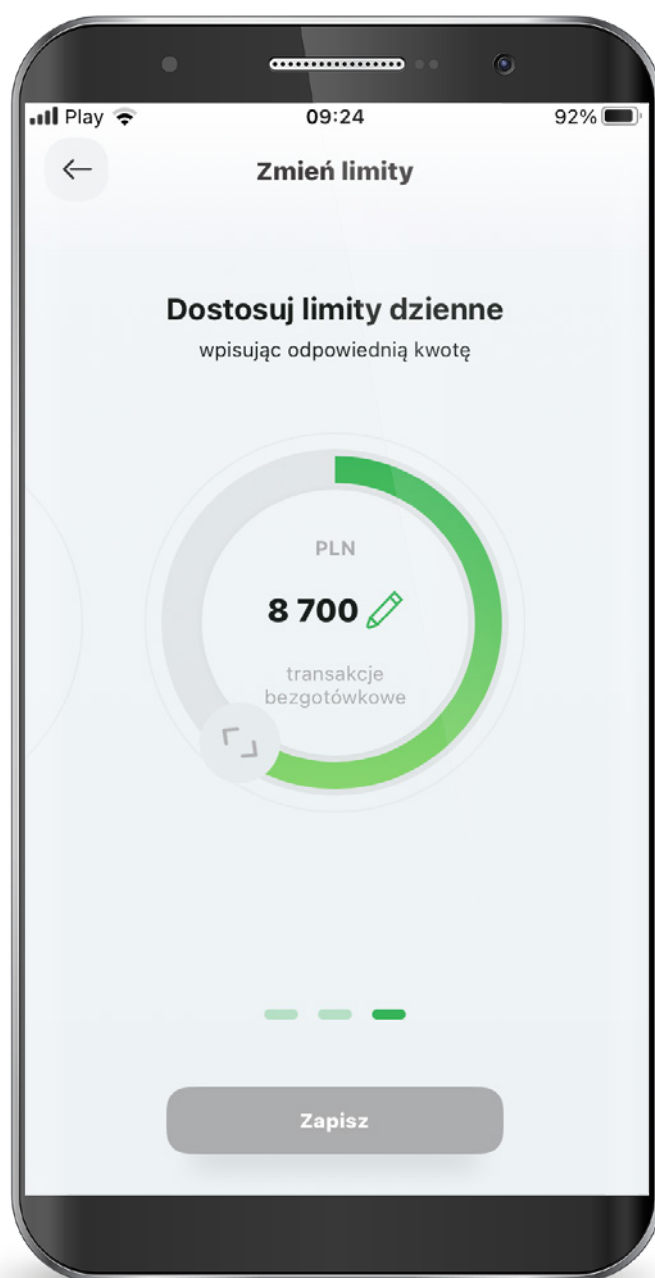 Play
09:24
92%
Zmień limity
Dostosuj limity dzienne
wpisując odpowiednią kwotę
PLN
8 700
transakcje
bezgotówkowe
Zapisz